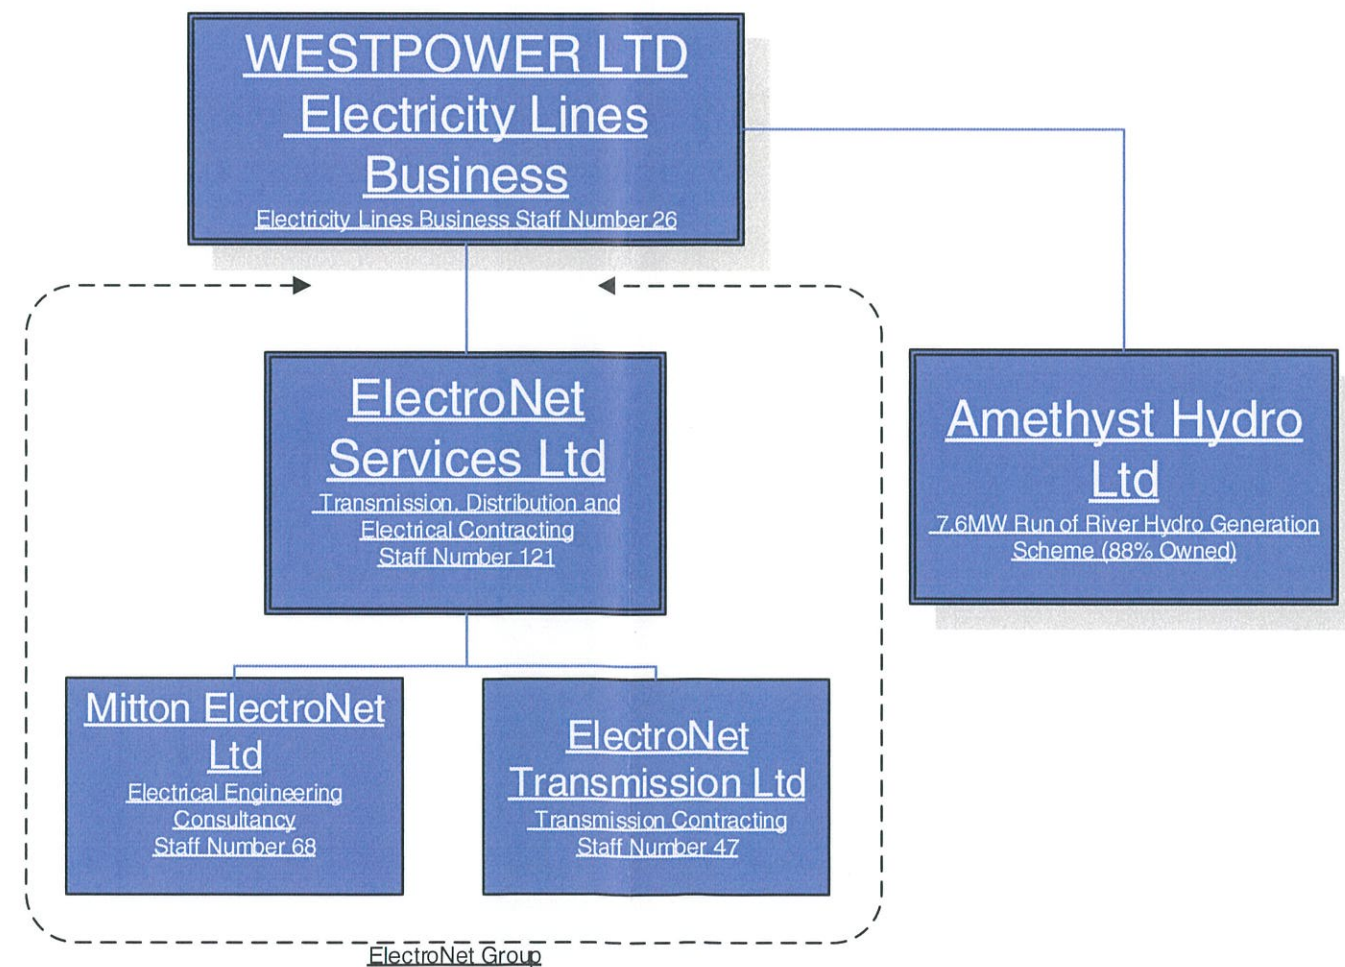 WESTPOWER LTD
Electricity Lines
Business
Electricity Lines Business Staff Number 26
ElectroNet
Services Ltd
Transmission, Distribution and
Electrical Contracting
Staff Number 121
Amethyst Hydro
Ltd
7.6MW Run of River Hydro Generation
Scheme (88% Owned)
Mitton ElectroNet
Ltd
Electrical Engineering
Consultancy
Staff Number 68
ElectroNet
Transmission Ltd
Transmission Contracting
Staff Number 47
ElectroNet Group